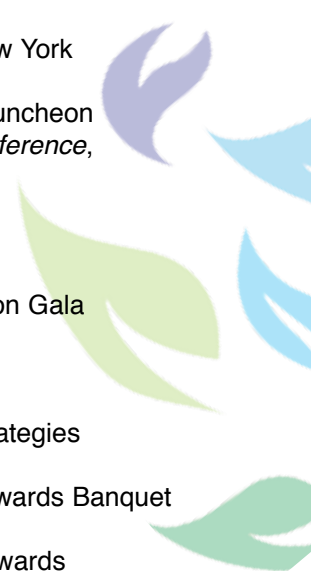 w York
uncheon
ference,
on Gala
ategies
wards Banquet
wards